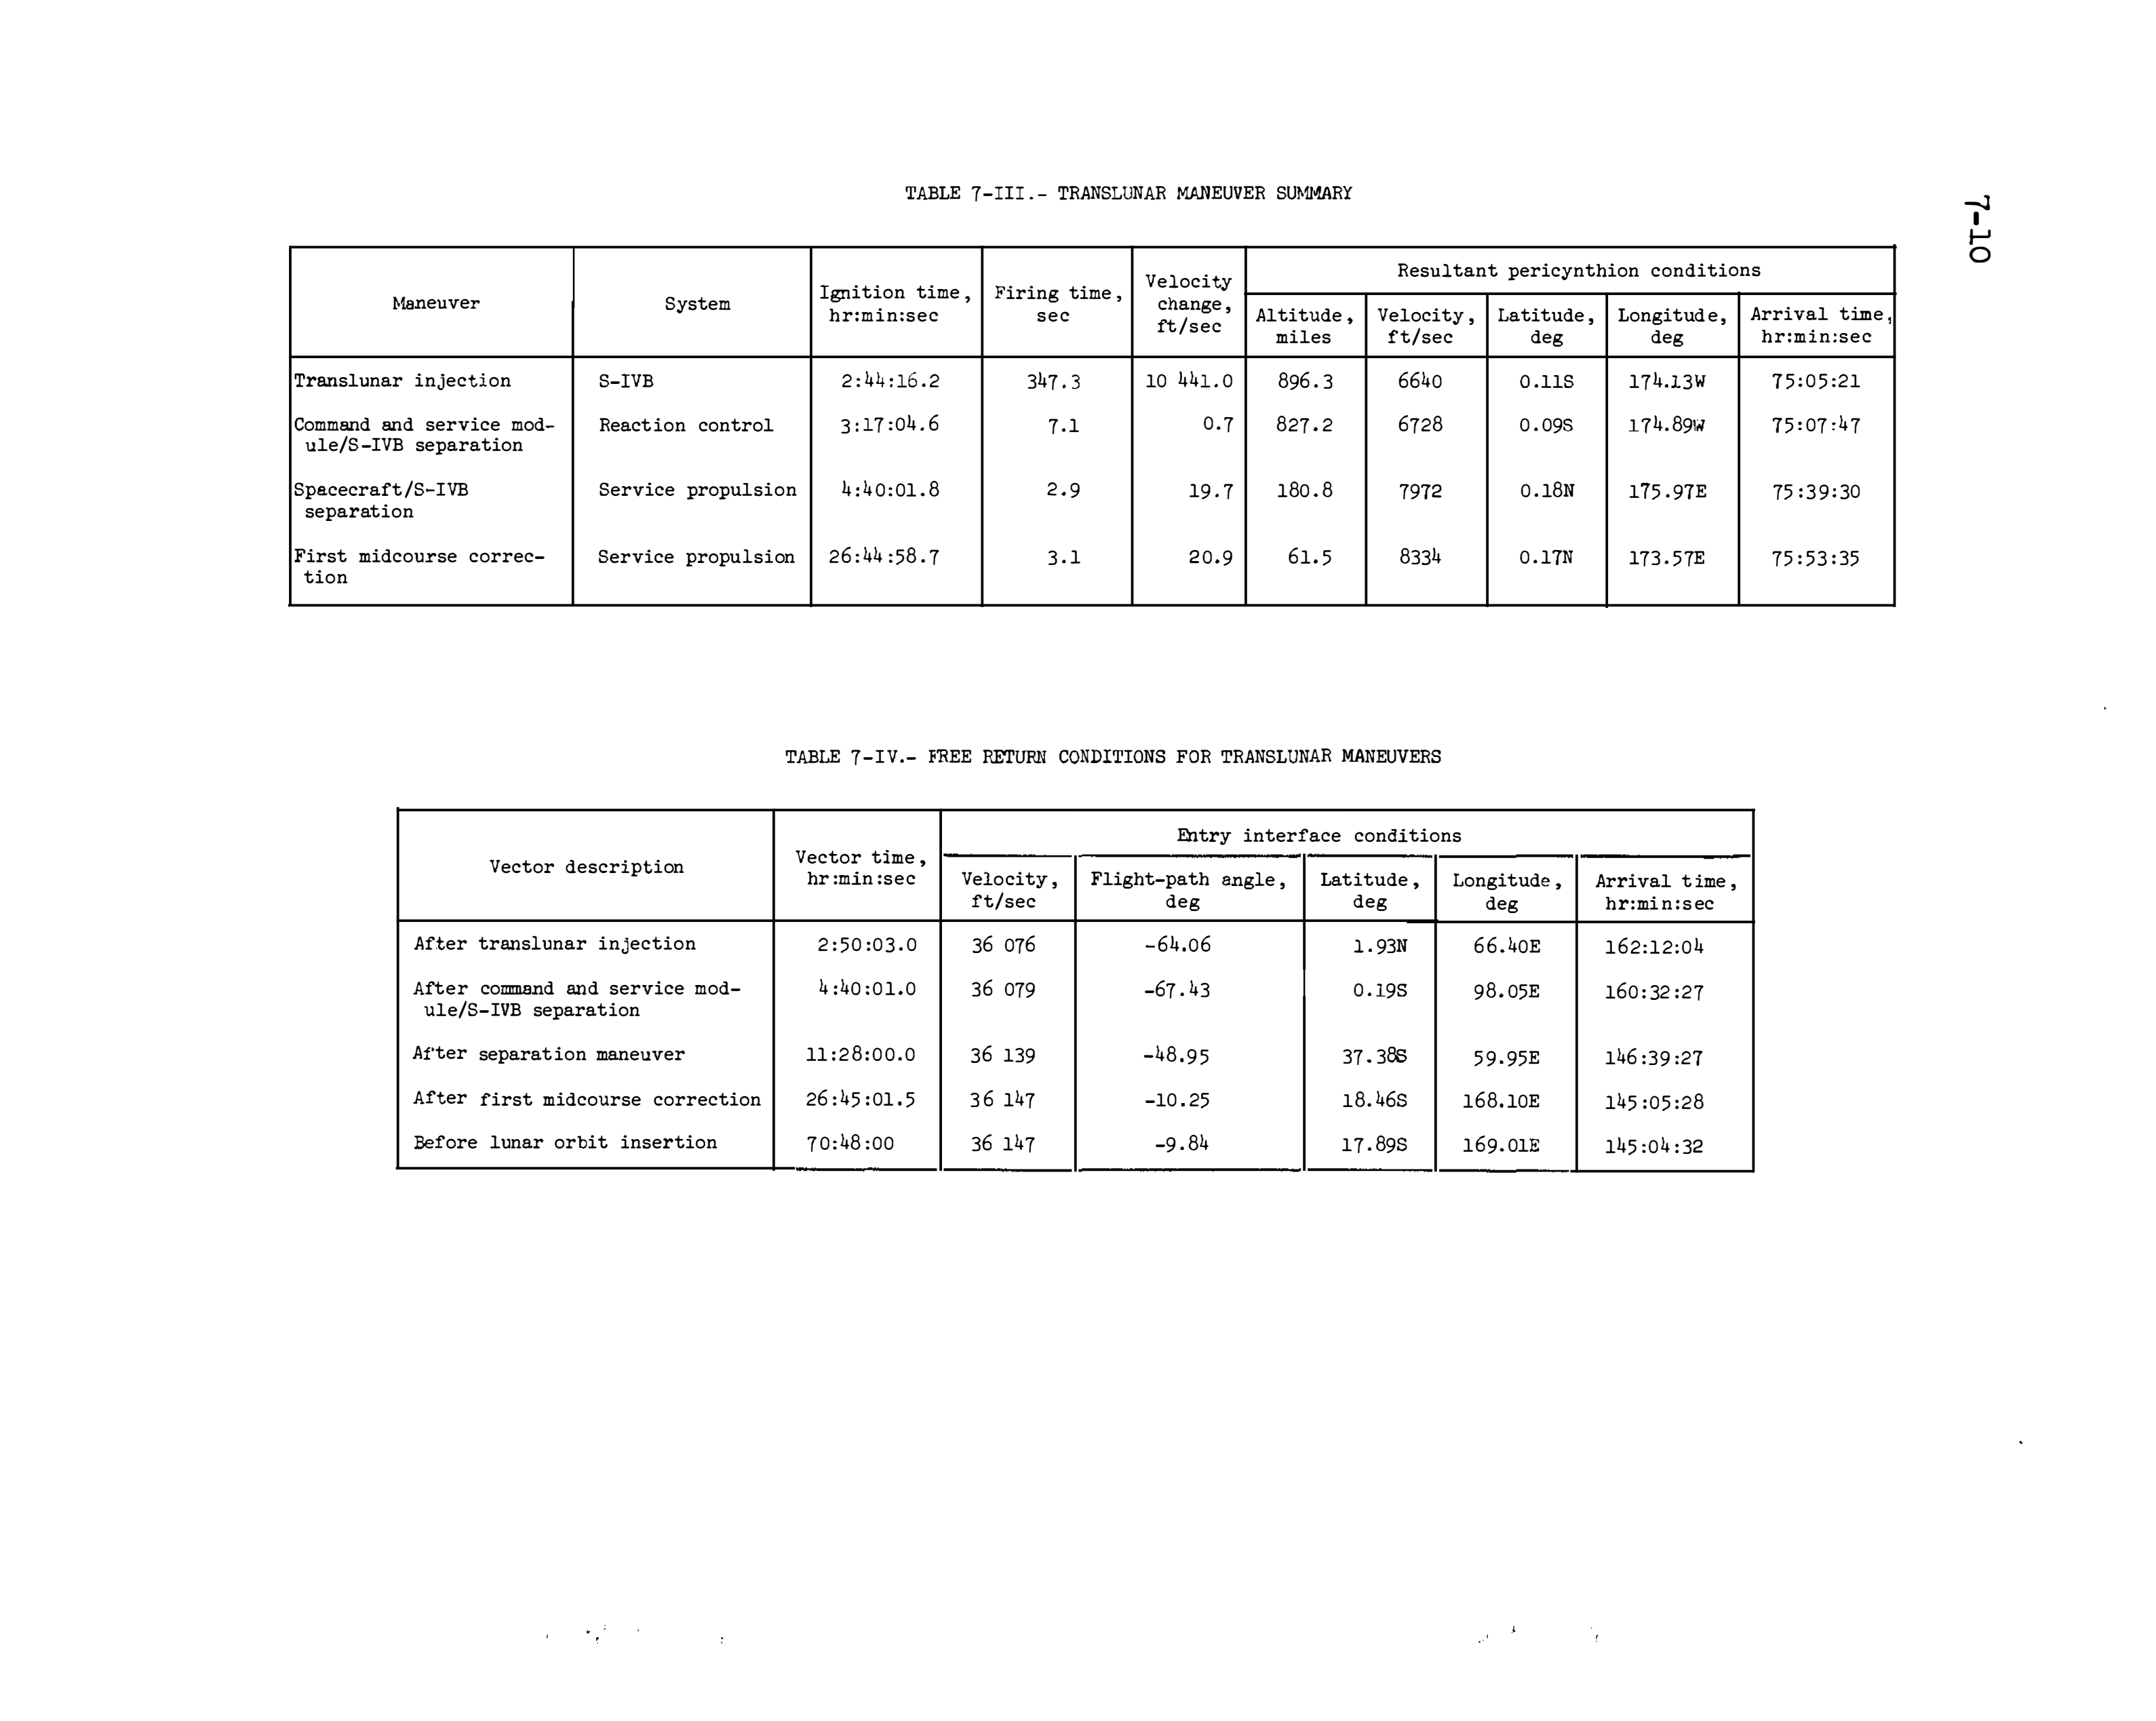 7-10
TABLE 7-III.- TRANSLUNAR MANEUVER SUMMARY
Maneuver
System
Ignition time,
hr:min:sec
Firing time,
sec
Velocity
change,
ft/sec
Resultant pericynthion conditions
Altitude,
miles
Velocity,
ft/sec
Latitude,
deg
Longitude,
deg
Arrival time,
hr:min:sec
Translunar injection S-IVB 2:44:16.2 347.3 10 441.0 896.3 6640 0.11S 174.13W 75:05:21
Command and service mod- Reaction control 3:17:04.6 7.1 0.7 827.2 6728 0.09S 174.89W 75:07:47
ule/S-IVB separation
Spacecraft/S-IVB Service propulsion 4:40:01.8 2.9 19.7 180.8 7972 0.18N 175.97E 75:39:30
separation
First midcourse correc- Service propulsion 26:44:58.7 3.1 20.9 61.5 8334 0.17N 173.57E 75:53:35
tion
TABLE 7-IV.- FREE RETURN CONDITIONS FOR TRANSLUNAR MANEUVERS
Vector description
Vector time,
hr:min:sec
Entry interface conditions
Velocity,
ft/sec
Flight-path angle,
deg
Latitude,
deg
Longitude,
deg
Arrival time,
hr:min:sec
After translunar injection 2:50:03.0 36 076 -64.06 1.93N 66.40E 162:12:04
After command and service mod- 4:40:01.0 36 079 -67.43 0.19S 98.05E 160:32:27
ule/S-IVB separation
After separation maneuver 11:28:00.0 36 139 -48.95 37.38S 59.95E 146:39:27
After first midcourse correction 26:45:01.5 36 147 -10.25 18.46S 168.10E 145:05:28
Before lunar orbit insertion 70:48:00 36 147 -9.84 17.89S 169.01E 145:04:32